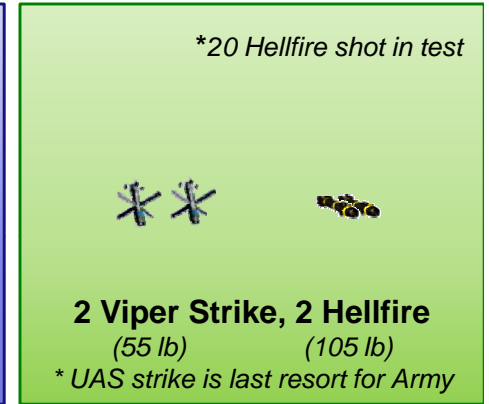 *20 Hellfire shot in test
2 Viper Strike, 2 Hellfire
(55 lb) (105 lb)
* UAS strike is last resort for Army